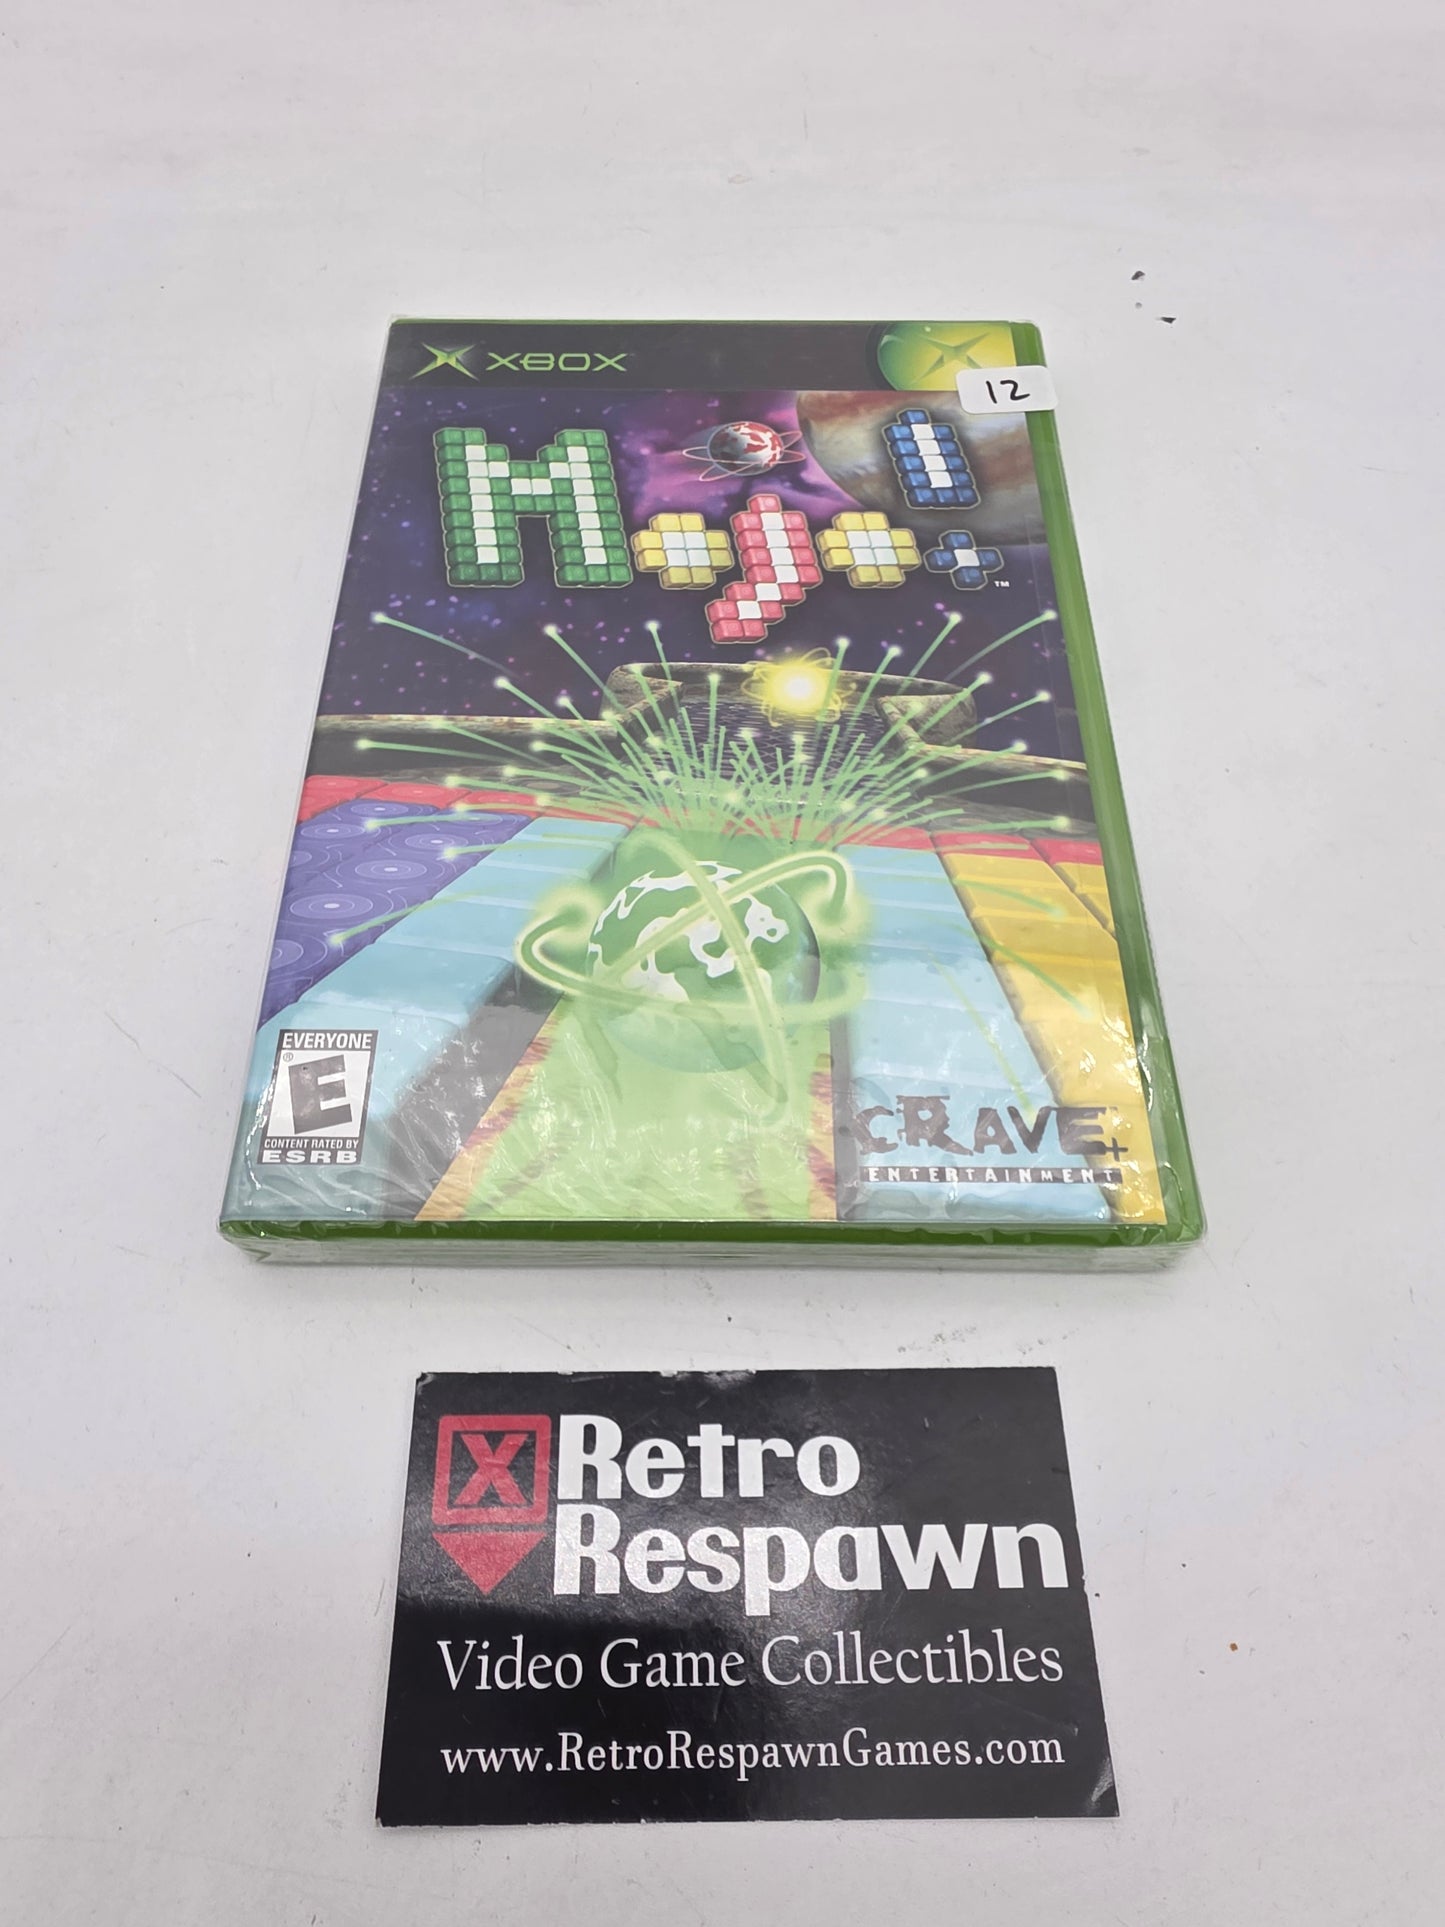 XBOX
12
Mojo!
™
EVERYONE
E
®
CONTENT RATED BY
ESRB
CRAVE
ENTERTAINMENT
X Retro
Respawn
Video Game Collectibles
www.RetroRespawnGames.com